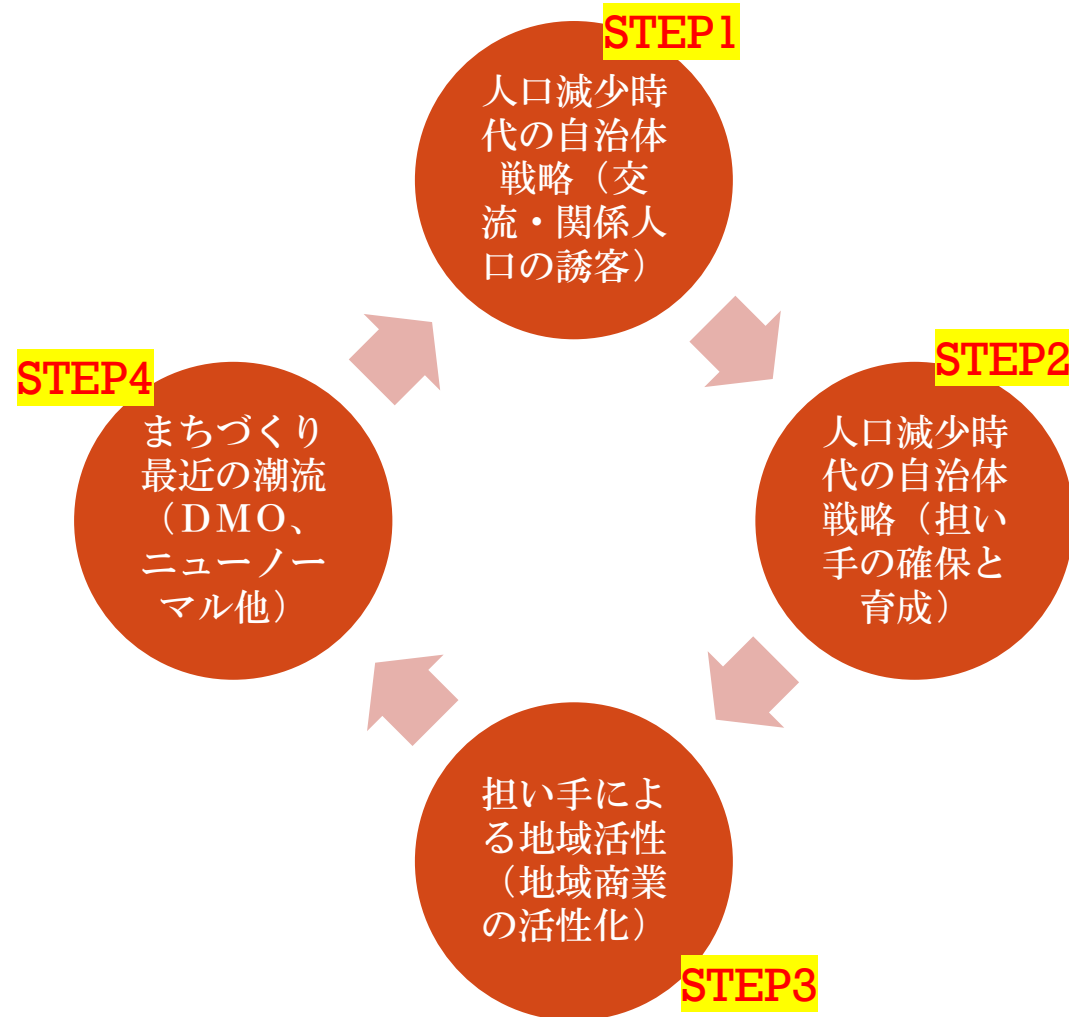 STEP1
人口減少時
代の自治体
戦略（交
流・関係人
口の誘客）
STEP2
人口減少時
代の自治体
戦略（担い
手の確保と
育成）
STEP3
担い手によ
る地域活性
（地域商業
の活性化）
STEP4
まちづくり
最近の潮流
（ＤＭＯ、
ニューノー
マル他）